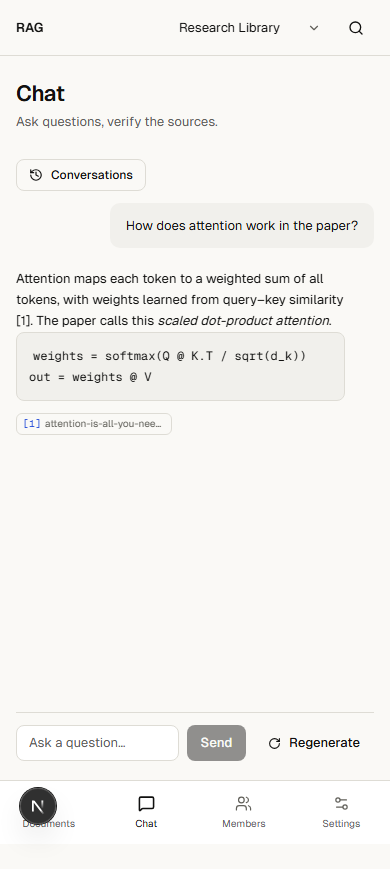 RAG
Research Library
Chat
Ask questions, verify the sources.
Conversations
How does attention work in the paper?
Attention maps each token to a weighted sum of all
tokens, with weights learned from query–key similarity
[1]. The paper calls this scaled dot-product attention.
weights = softmax(Q @ K.T / sqrt(d_k))
out = weights @ V
[1] attention-is-all-you-nee…
Ask a question…
Send
Regenerate
N
Documents
Chat
Members
Settings